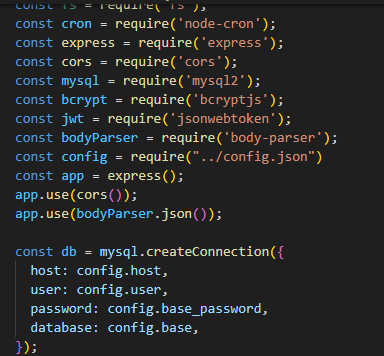 const fs = require('fs');
const cron = require('node-cron');
const express = require('express');
const cors = require('cors');
const mysql = require('mysql2');
const bcrypt = require('bcryptjs');
const jwt = require('jsonwebtoken');
const bodyParser = require('body-parser');
const config = require("../config.json")
const app = express();
app.use(cors());
app.use(bodyParser.json());
const db = mysql.createConnection({
host: config.host,
user: config.user,
password: config.base_password,
database: config.base,
});